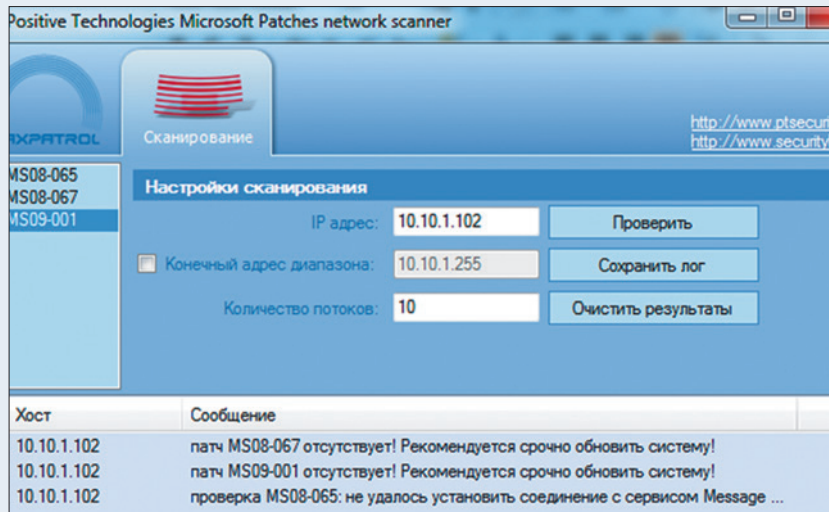 Positive Technologies Microsoft Patches network scanner
AXPATROL
Сканирование
http://www.ptsecuri
http://www.security
MS08-065
MS08-067
MS09-001
Настройки сканирования
IP адрес: 10.10.1.102 Проверить
Конечный адрес диапазона: 10.10.1.255 Сохранить лог
Количество потоков: 10 Очистить результаты
Хост Сообщение
10.10.1.102 патч MS08-067 отсутствует! Рекомендуется срочно обновить систему!
10.10.1.102 патч MS09-001 отсутствует! Рекомендуется срочно обновить систему!
10.10.1.102 проверка MS08-065: не удалось установить соединение с сервисом Message ...